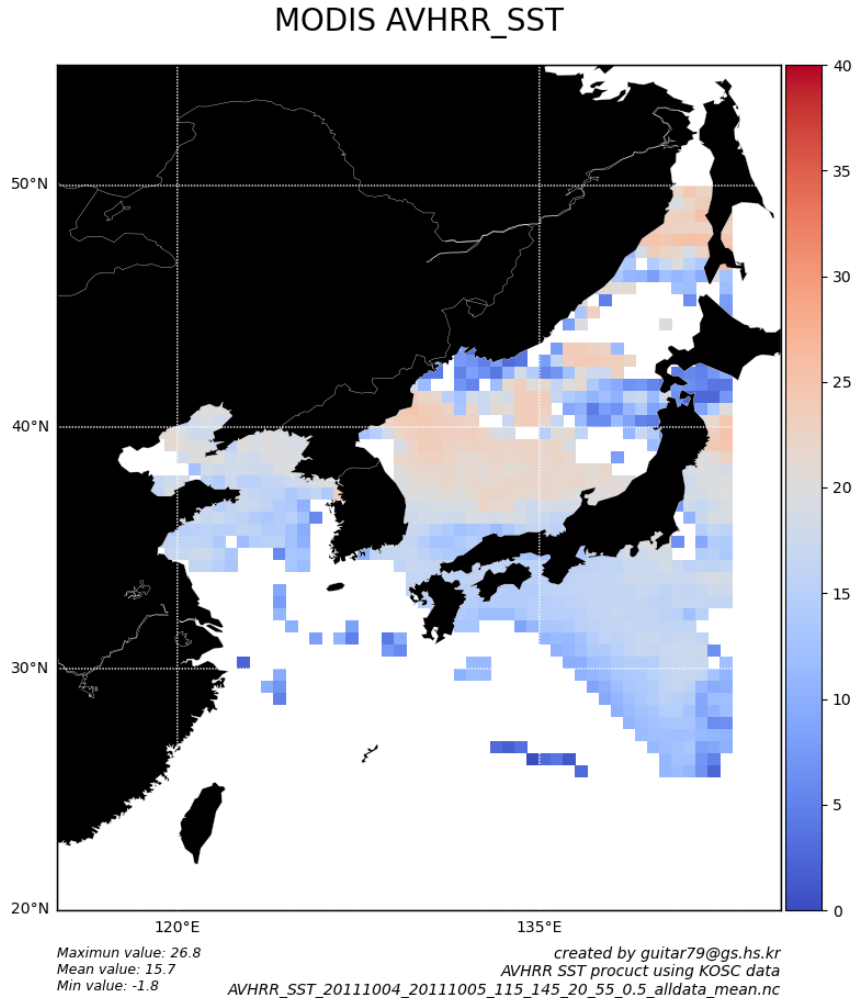 MODIS AVHRR_SST
40
35
30
25
20
15
10
5
0
50°N
40°N
30°N
20°N
120°E
135°E
Maximun value: 26.8
Mean value: 15.7
Min value: -1.8
created by guitar79@gs.hs.kr
AVHRR SST procuct using KOSC data
AVHRR_SST_20111004_20111005_115_145_20_55_0.5_alldata_mean.nc